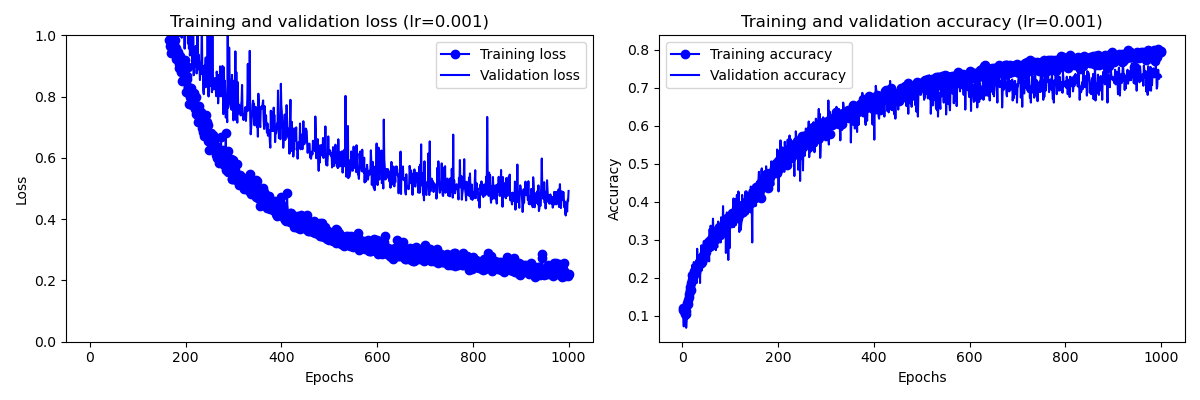 Training and validation loss (lr=0.001)
Loss
1.0
0.8
0.6
0.4
0.2
0.0
Training loss
Validation loss
0 200 400 600 800 1000
Epochs
Training and validation accuracy (lr=0.001)
Accuracy
0.8
0.7
0.6
0.5
0.4
0.3
0.2
0.1
Training accuracy
Validation accuracy
0 200 400 600 800 1000
Epochs